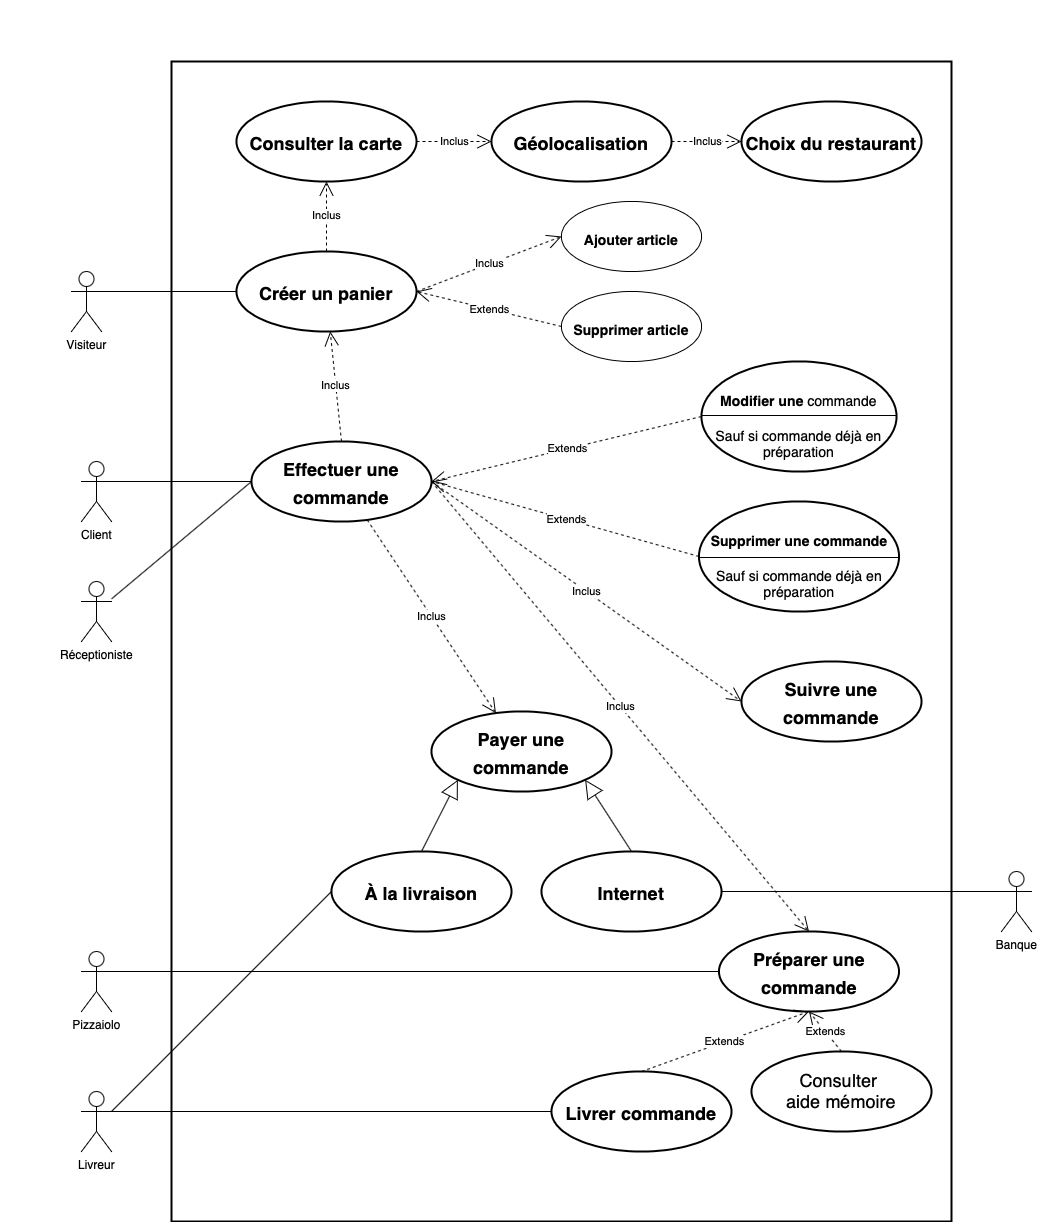 Consulter la carte
Inclus
Géolocalisation
Inclus
Choix du restaurant
Inclus
Ajouter article
Inclus
Créer un panier
Extends
Supprimer article
Visiteur
Inclus
Modifier une commande
Sauf si commande déjà en
préparation
Extends
Effectuer une
commande
Client
Extends
Supprimer une commande
Sauf si commande déjà en
préparation
Inclus
Inclus
Réceptioniste
Suivre une
commande
Inclus
Payer une
commande
À la livraison
Internet
Banque
Préparer une
commande
Pizzaiolo
Extends
Extends
Consulter
aide mémoire
Livrer commande
Livreur